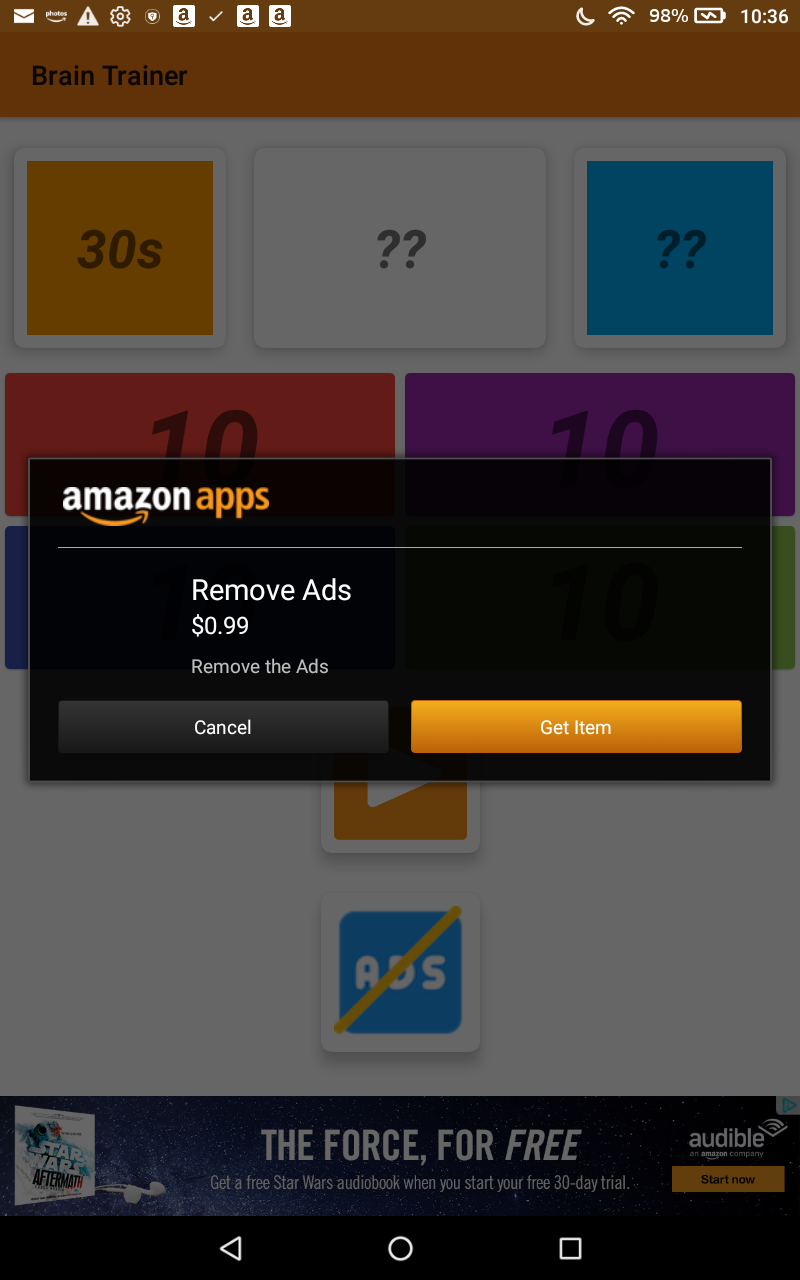 photos
98% 10:36
Brain Trainer
30s ?? ??
10 10
amazon apps
10 10
Remove Ads
$0.99
Remove the Ads
Cancel Get Item
ADS
STAR WARS
AFTERMATH
THE FORCE, FOR FREE
Get a free Star Wars audiobook when you start your free 30-day trial.
audible
an amazon company
Start now